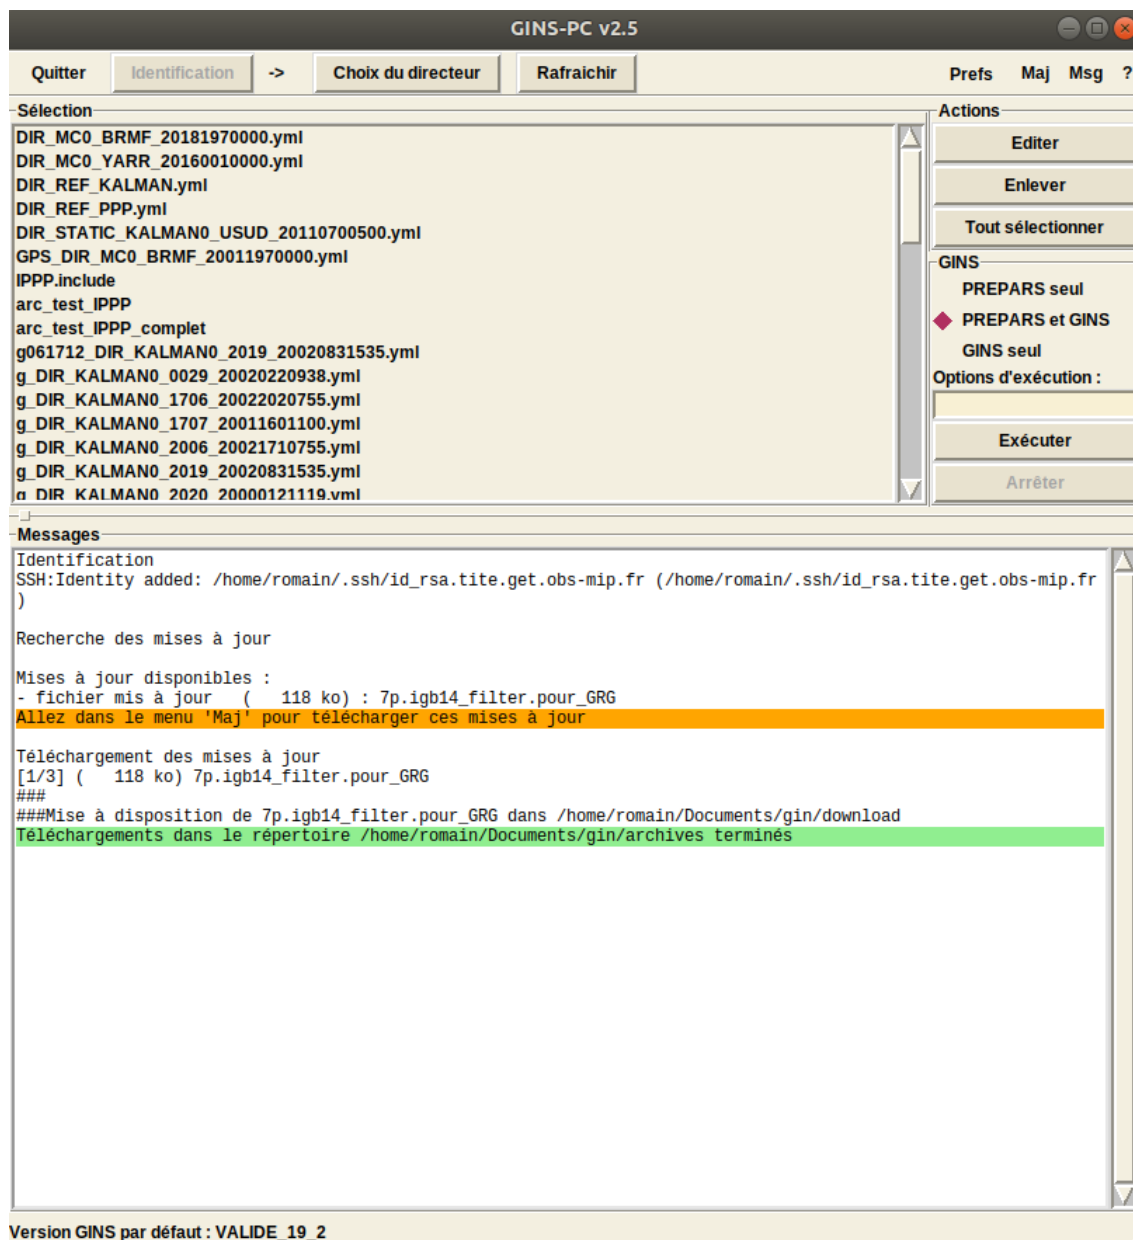 GINS-PC v2.5
Quitter Identification -> Choix du directeur Rafraichir Prefs Maj Msg ?
Sélection
DIR_MC0_BRMF_20181970000.yml
DIR_MC0_YARR_20160010000.yml
DIR_REF_KALMAN.yml
DIR_REF_PPP.yml
DIR_STATIC_KALMAN0_USUD_20110700500.yml
GPS_DIR_MC0_BRMF_20011970000.yml
IPPP.include
arc_test_IPPP
arc_test_IPPP_complet
g061712_DIR_KALMAN0_2019_20020831535.yml
g_DIR_KALMAN0_0029_20020220938.yml
g_DIR_KALMAN0_1706_20022020755.yml
g_DIR_KALMAN0_1707_20011601100.yml
g_DIR_KALMAN0_2006_20021710755.yml
g_DIR_KALMAN0_2019_20020831535.yml
g_DIR_KALMAN0_2020_20000121119.yml
Actions
Editer
Enlever
Tout sélectionner
GINS
PREPARS seul
PREPARS et GINS
GINS seul
Options d'exécution :
Exécuter
Arrêter
Messages
Identification
SSH:Identity added: /home/romain/.ssh/id_rsa.tite.get.obs-mip.fr (/home/romain/.ssh/id_rsa.tite.get.obs-mip.fr
)
Recherche des mises à jour
Mises à jour disponibles :
- fichier mis à jour ( 118 ko) : 7p.igb14_filter.pour_GRG
Allez dans le menu 'Maj' pour télécharger ces mises à jour
Téléchargement des mises à jour
[1/3] ( 118 ko) 7p.igb14_filter.pour_GRG
###
###Mise à disposition de 7p.igb14_filter.pour_GRG dans /home/romain/Documents/gin/download
Téléchargements dans le répertoire /home/romain/Documents/gin/archives terminés
Version GINS par défaut : VALIDE_19_2